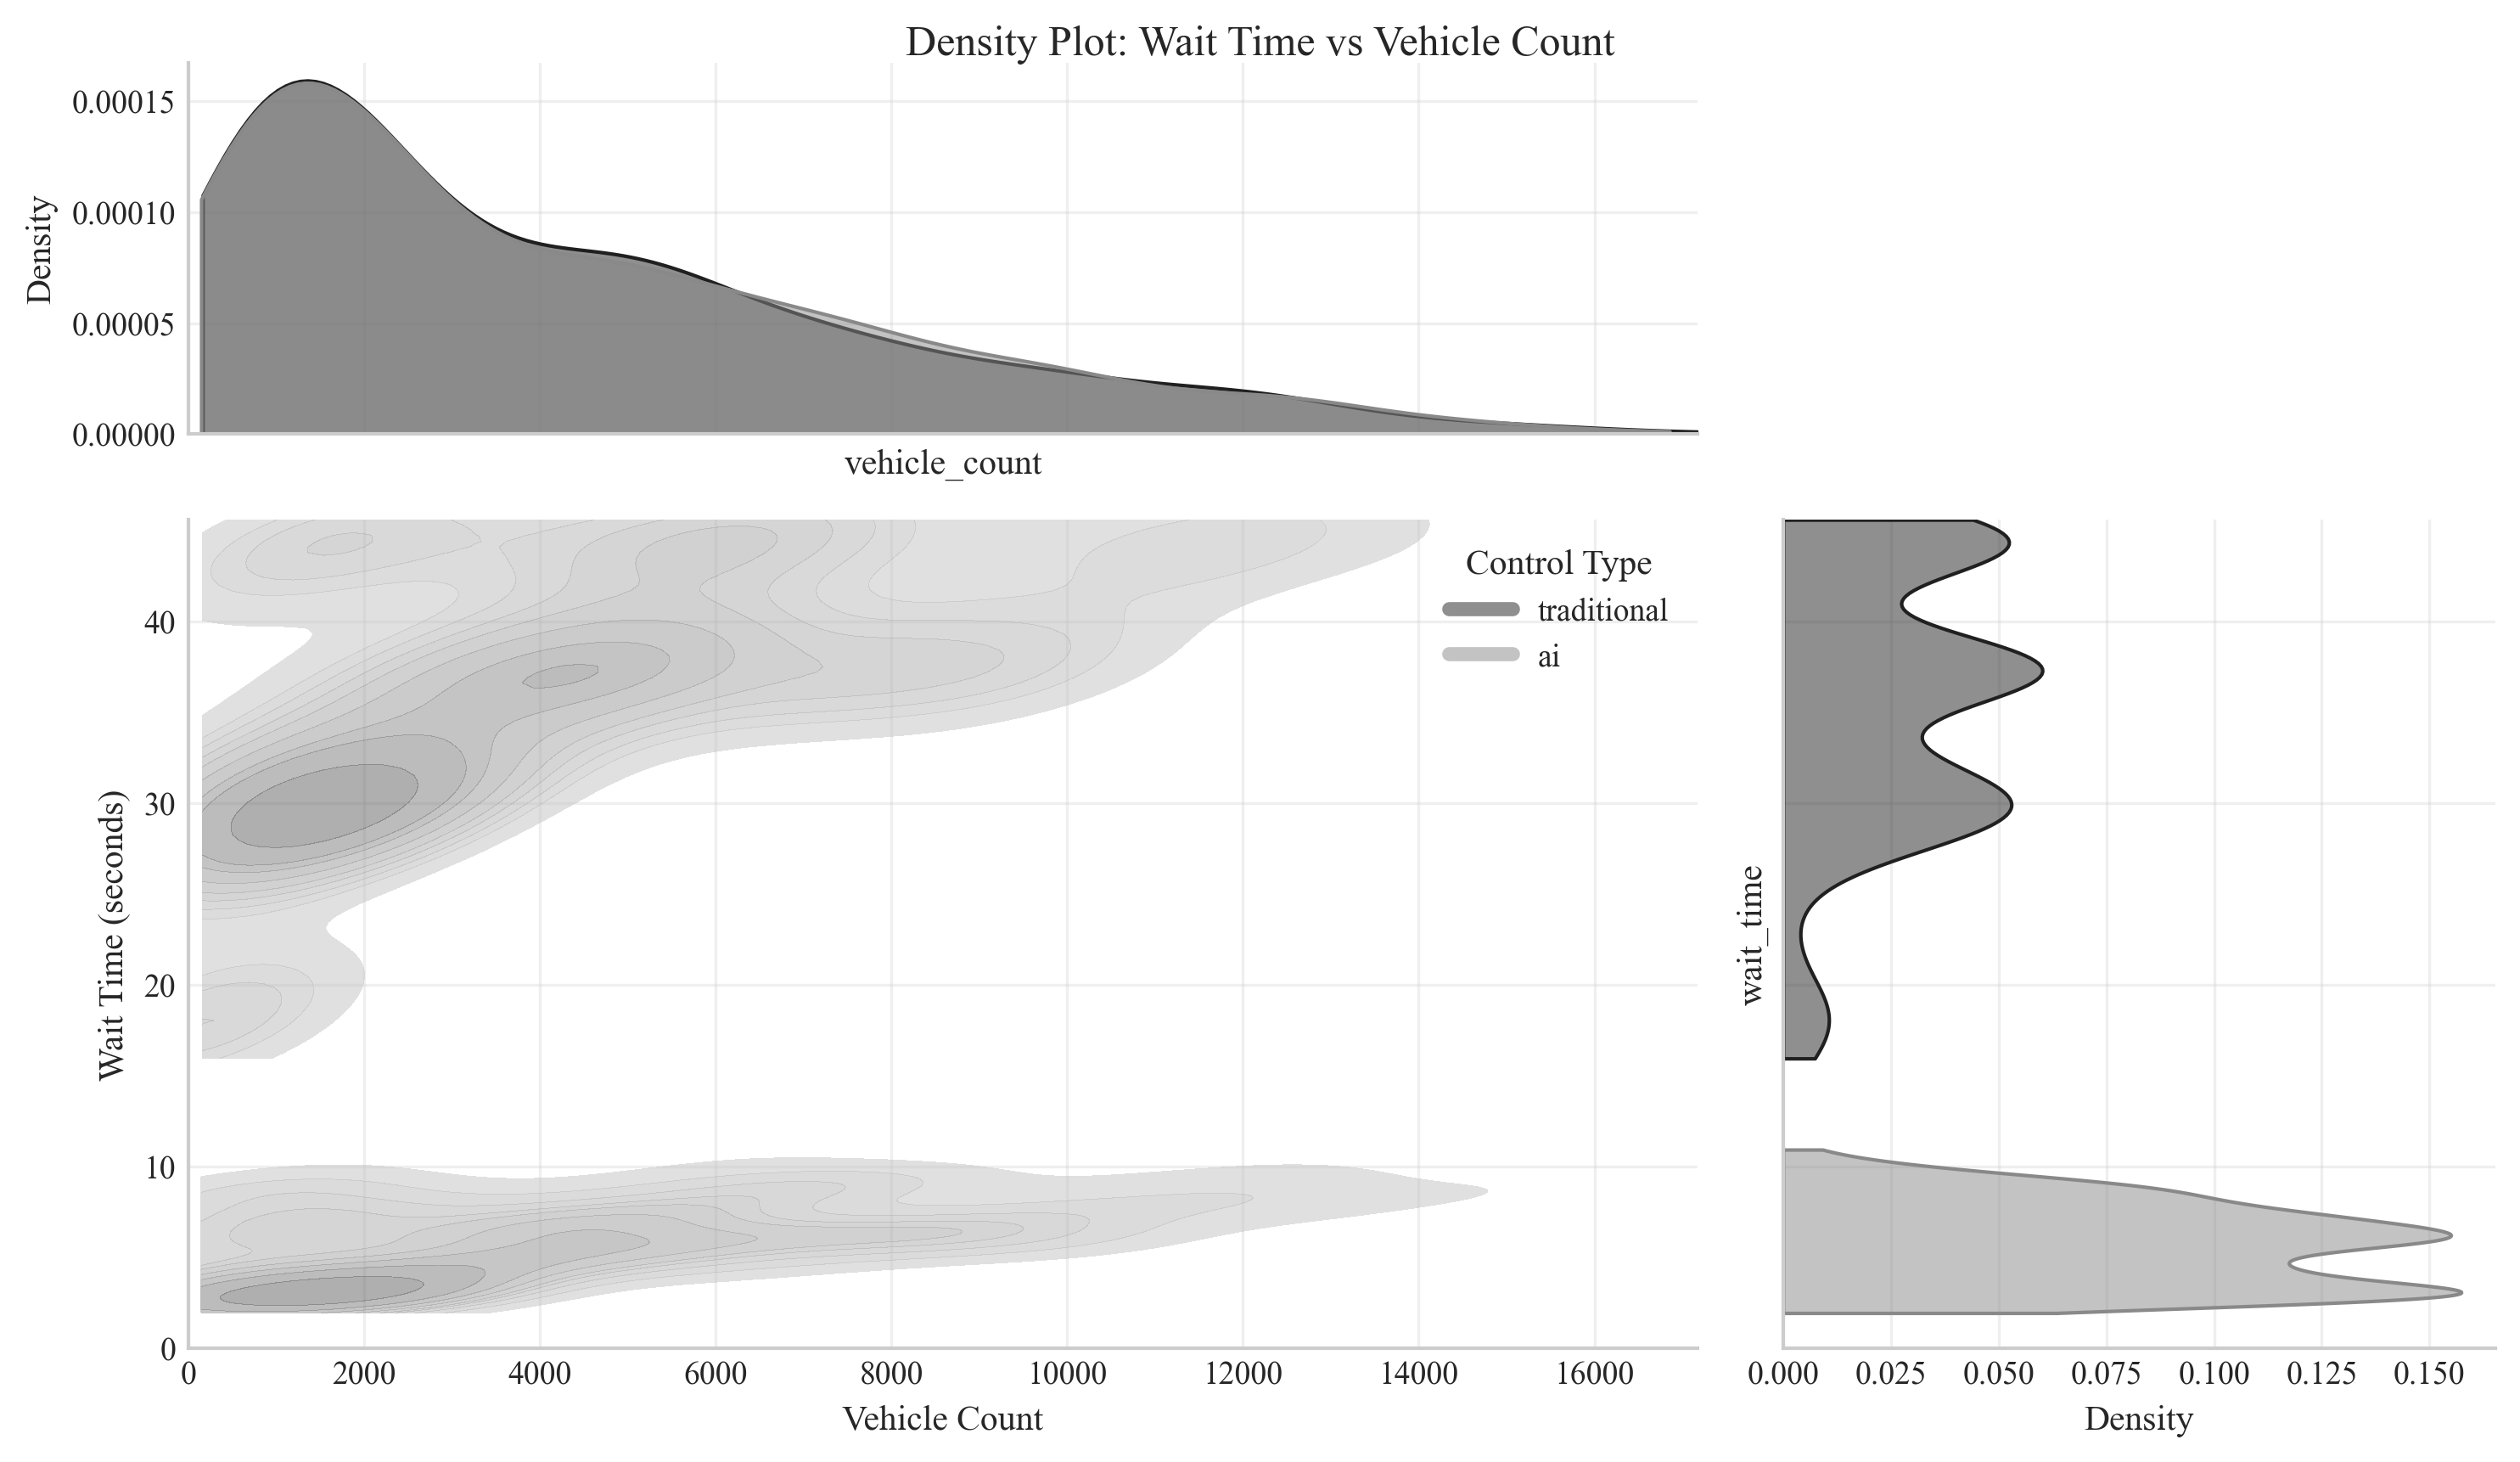 Density Plot: Wait Time vs Vehicle Count
0.00015
0.00010
0.00005
0.00000
Density
vehicle_count
Wait Time (seconds)
40
30
20
10
0
0 2000 4000 6000 8000 10000 12000 14000 16000
Vehicle Count
Control Type
traditional
ai
wait_time
0.000 0.025 0.050 0.075 0.100 0.125 0.150
Density